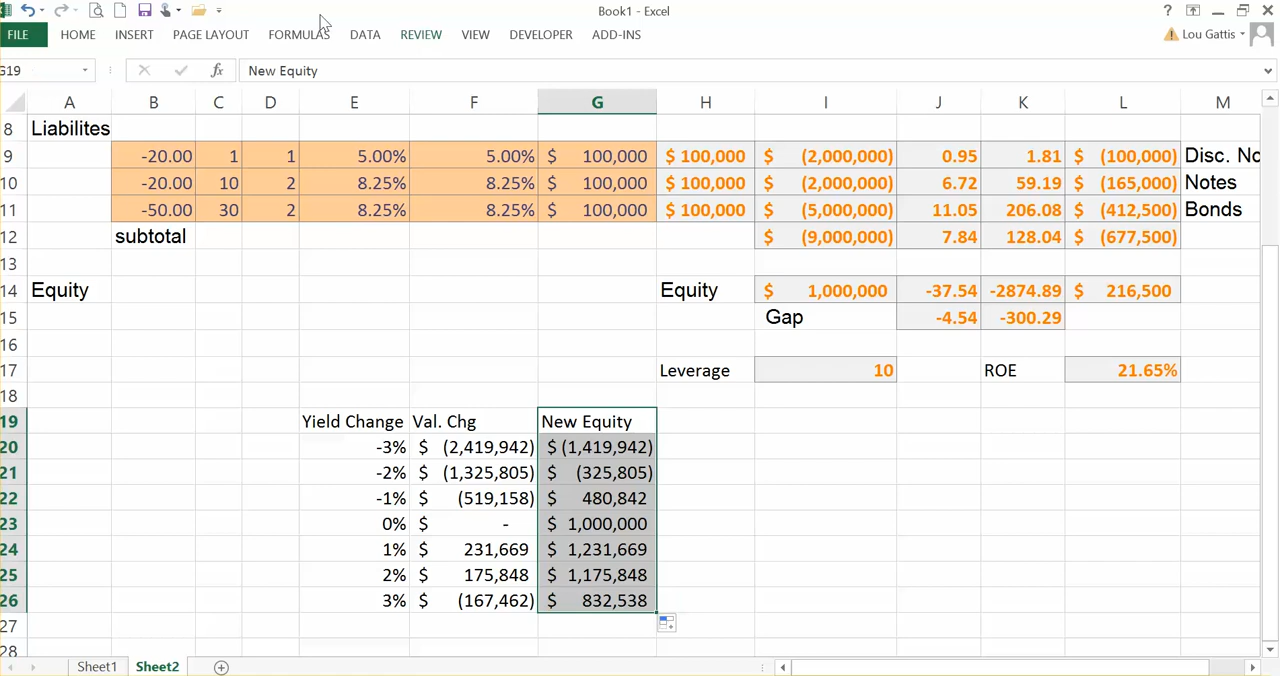 Book1 - Excel
?
FILE HOME INSERT PAGE LAYOUT FORMULAS DATA REVIEW VIEW DEVELOPER ADD-INS Lou Gattis
G19 fx New Equity
A B C D E F G H I J K L M
8 Liabilites
9 -20.00 1 1 5.00% 5.00% $ 100,000 $ 100,000 $ (2,000,000) 0.95 1.81 $ (100,000) Disc. No
10 -20.00 10 2 8.25% 8.25% $ 100,000 $ 100,000 $ (2,000,000) 6.72 59.19 $ (165,000) Notes
11 -50.00 30 2 8.25% 8.25% $ 100,000 $ 100,000 $ (5,000,000) 11.05 206.08 $ (412,500) Bonds
12 subtotal $ (9,000,000) 7.84 128.04 $ (677,500)
13
14 Equity Equity $ 1,000,000 -37.54 -2874.89 $ 216,500
15 Gap -4.54 -300.29
16
17 Leverage 10 ROE 21.65%
18
19 Yield Change Val. Chg New Equity
20 -3% $ (2,419,942) $ (1,419,942)
21 -2% $ (1,325,805) $ (325,805)
22 -1% $ (519,158) $ 480,842
23 0% $ - $ 1,000,000
24 1% $ 231,669 $ 1,231,669
25 2% $ 175,848 $ 1,175,848
26 3% $ (167,462) $ 832,538
27
28
Sheet1 Sheet2